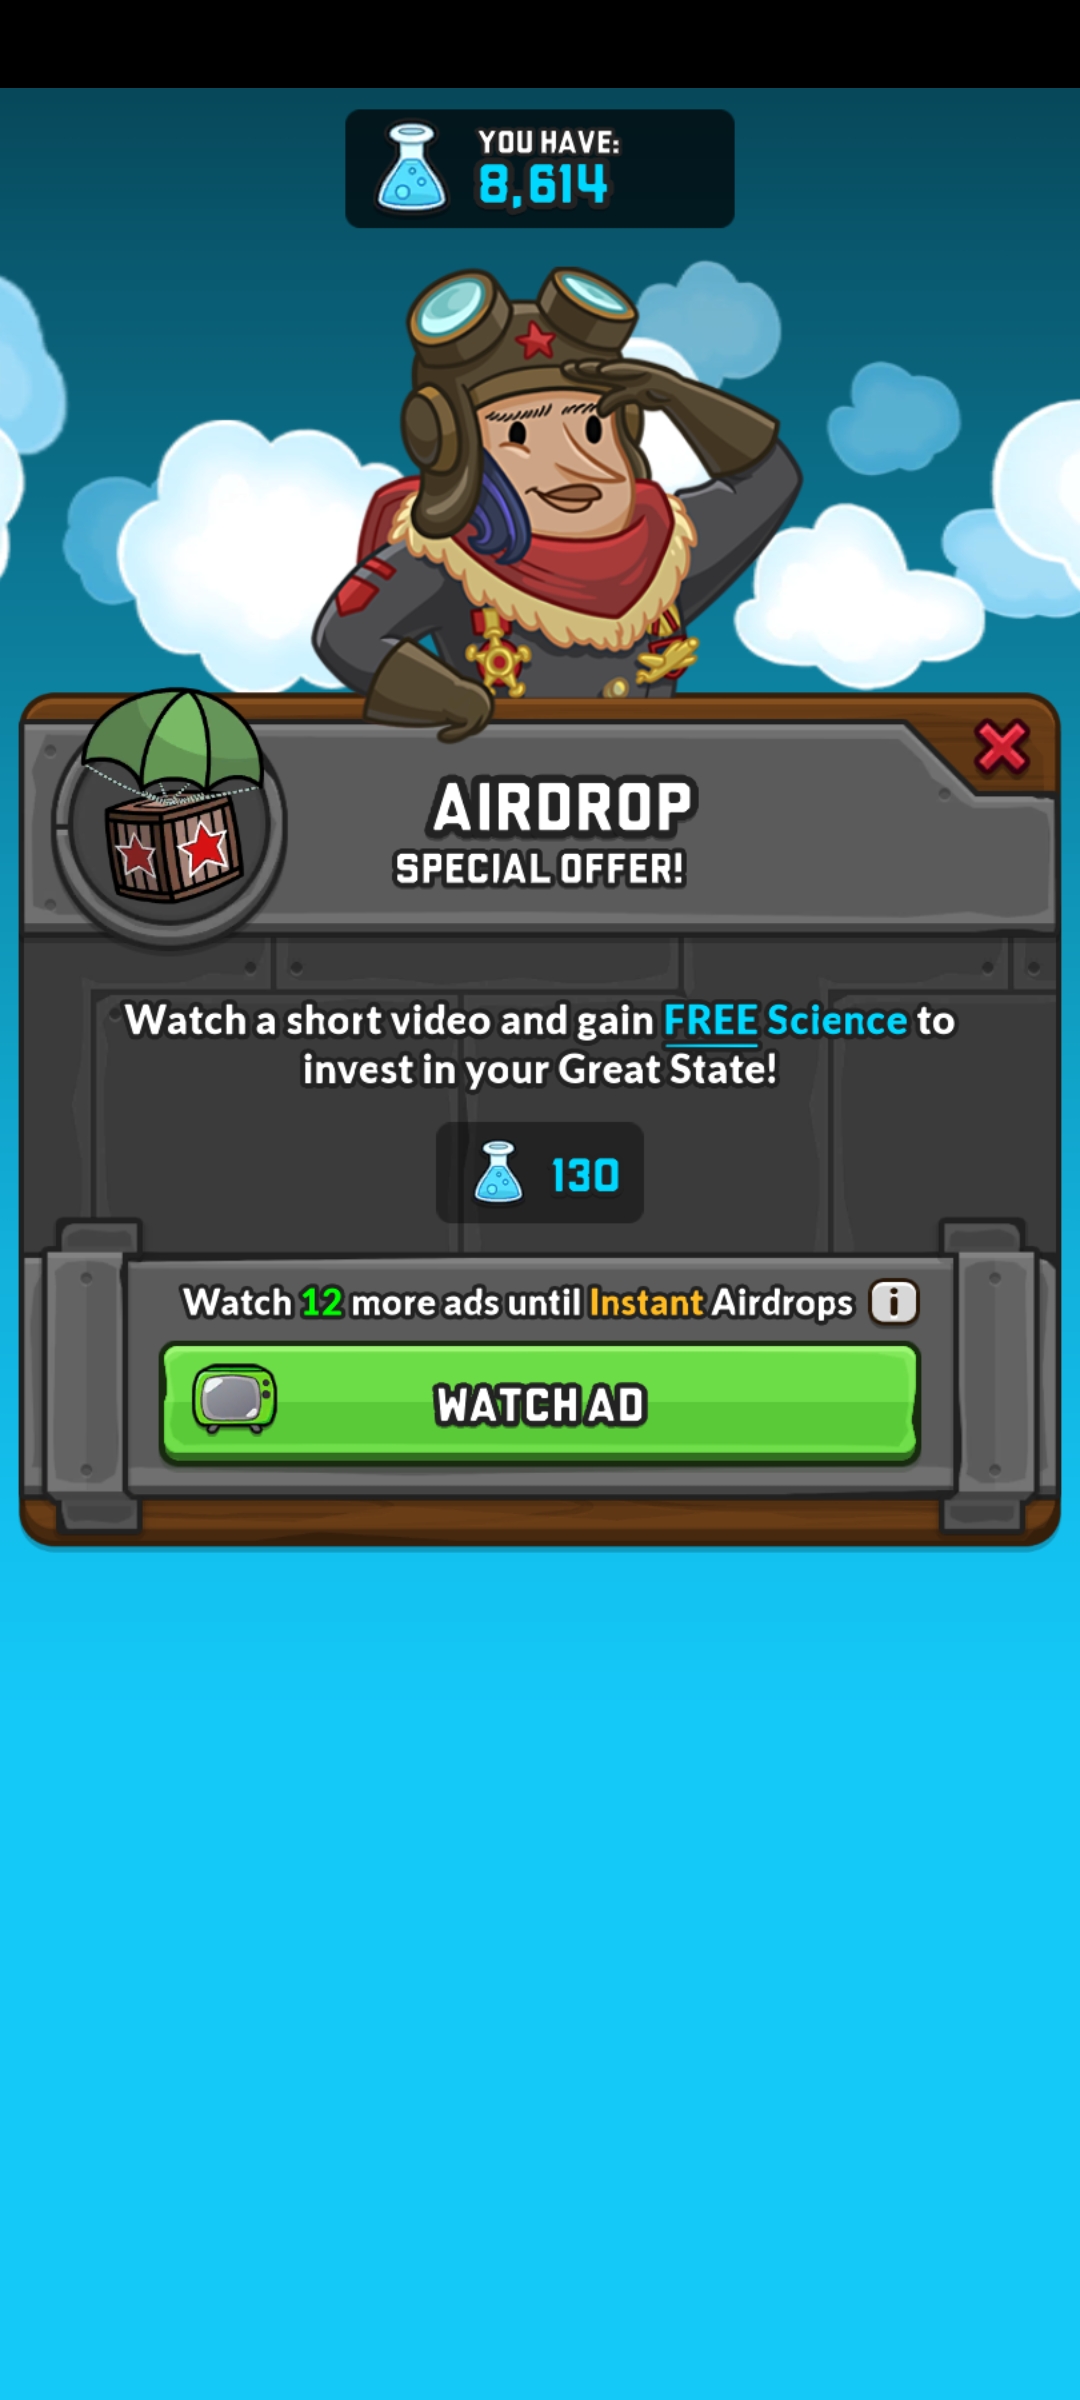 YOU HAVE:
8,614
AIRDROP
SPECIAL OFFER!
Watch a short video and gain FREE Science to
invest in your Great State!
130
Watch 12 more ads until Instant Airdrops i
WATCH AD